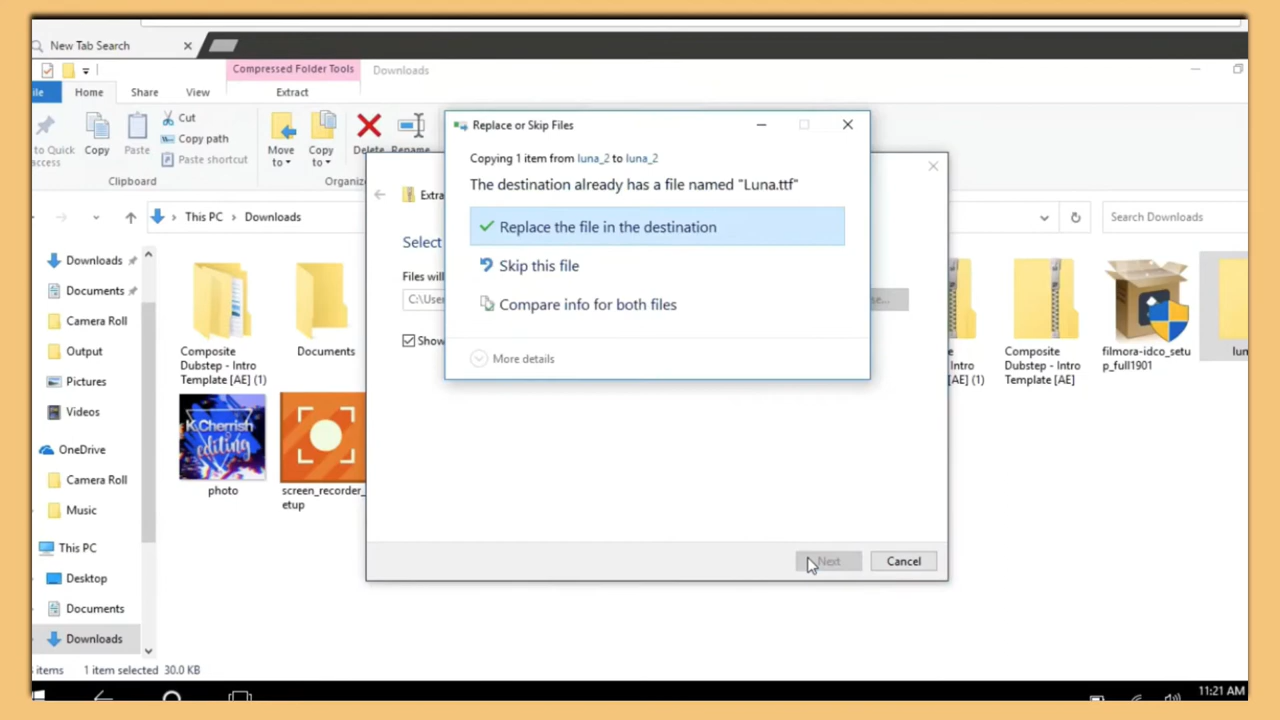 New Tab Search
Compressed Folder Tools
Downloads
ile
Home
Share
View
Extract
to Quick
access
Copy
Paste
Cut
Copy path
Paste shortcut
Clipboard
Move
to
Copy
to
Delete
Rename
Organiz
This PC > Downloads
Search Downloads
Replace or Skip Files
Copying 1 item from luna_2 to luna_2
The destination already has a file named "Luna.ttf"
Replace the file in the destination
Skip this file
Compare info for both files
More details
Extra
Select
Files will
C:\User
Show
Next
Cancel
Downloads
Documents
Camera Roll
Output
Pictures
Videos
OneDrive
Camera Roll
Music
This PC
Desktop
Documents
Downloads
Composite
Dubstep - Intro
Template [AE] (1)
Documents
e
Intro
[AE] (1)
Composite
Dubstep - Intro
Template [AE]
filmora-idco_setu
p_full1901
lun
K.Cherrish
editing
photo
screen_recorder_
etup
items
1 item selected 30.0 KB
11:21 AM